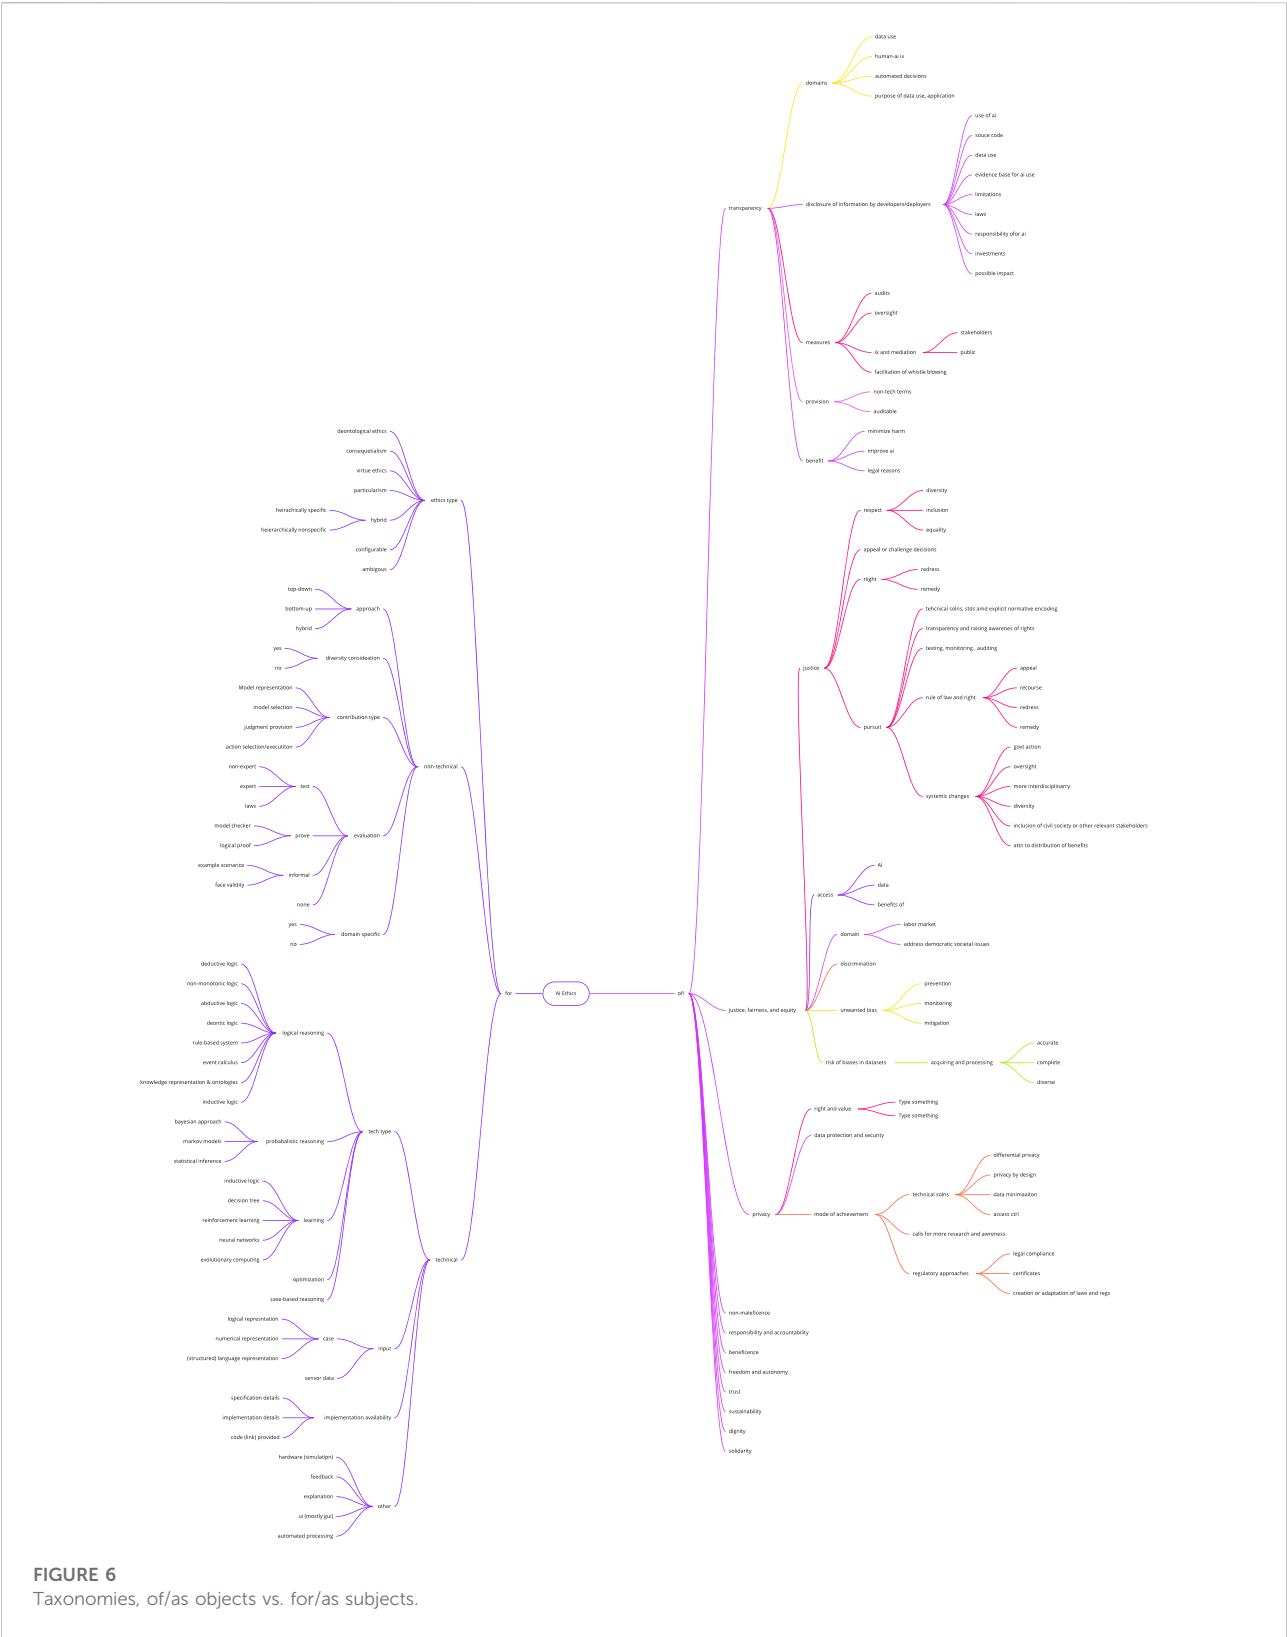 data use
human-ai ix
automated decisions
purpose of data use, application
domains
use of ai
souce code
data use
evidence base for ai use
limitations
laws
responsibility ofor ai
investments
possible impact
disclosure of information by developers/deployers
transparency
audits
oversight
stakeholders
public
ix and mediation
facilitation of whistle blowing
measures
non-tech terms
auditable
provision
minimize harm
improve ai
legal reasons
benefit
diversity
inclusion
equality
respect
appeal or challenge decisions
redress
remedy
riight
tehcnical solns, stds amd explicit normative encoding
transparency and raising awarenes of rights
testing, monitoring , auditing
appeal
recourse
redress
remedy
rule of law and right
govt action
oversight
more interdisciplinarry
diversity
inclusion of civil society or other relevant stakeholders
attn to distribution of benefits
systemic changes
pursuit
justice
AI
data
benefits of
access
labor market
address democratic societal issues
domain
discrimination
prevention
monitoring
mitigation
unwanted bias
accurate
complete
diverse
acquiring and processing
risk of biases in datasets
justice, fairness, and equity
Type something
Type something
right and value
data protection and security
differential privacy
privacy by design
data minimaaiton
access ctrl
technical solns
calls for more research and awreness
legal compliance
certificates
creation or adaptation of laws and regs
regulatory approaches
mode of achievement
privacy
non-maleficence
responsibility and accountability
beneficence
freedom and autonomy
trust
sustainability
dignity
solidarity
of/
AI Ethics
for
deontological ethics
consequetialism
virtue ethics
particularism
heirachically specific
heierarchically nonspecific
hybrid
configurable
ambigous
ethics type
top-down
bottom-up
hybrid
approach
yes
no
diversity consideation
Model representation
model selection
judgment provision
action selection/executiton
contribution type
non-technical
non-expert
expert
laws
test
model checker
logical proof
prove
evaluation
example scenarios
face validity
informal
none
yes
no
domain specific
deductive logic
non-monotonic logic
abductive logic
deontic logic
rule-based system
event calculus
knowledge representation & ontologies
inductive logic
logical reasoning
bayesian approach
markov models
statistical inference
probabalistic reasoning
tech type
inductive logic
decision tree
reinforcement learning
neural networks
evolutionary computing
learning
optimization
case-based reasoning
technical
logical represntation
numerical representation
(structured) language representation
case
sensor data
input
specification details
implementation details
code (link) provided
implementation availability
hardware (simulatipn)
feedback
explanation
ui (mostly gui)
automated processing
other
FIGURE 6
Taxonomies, of/as objects vs. for/as subjects.